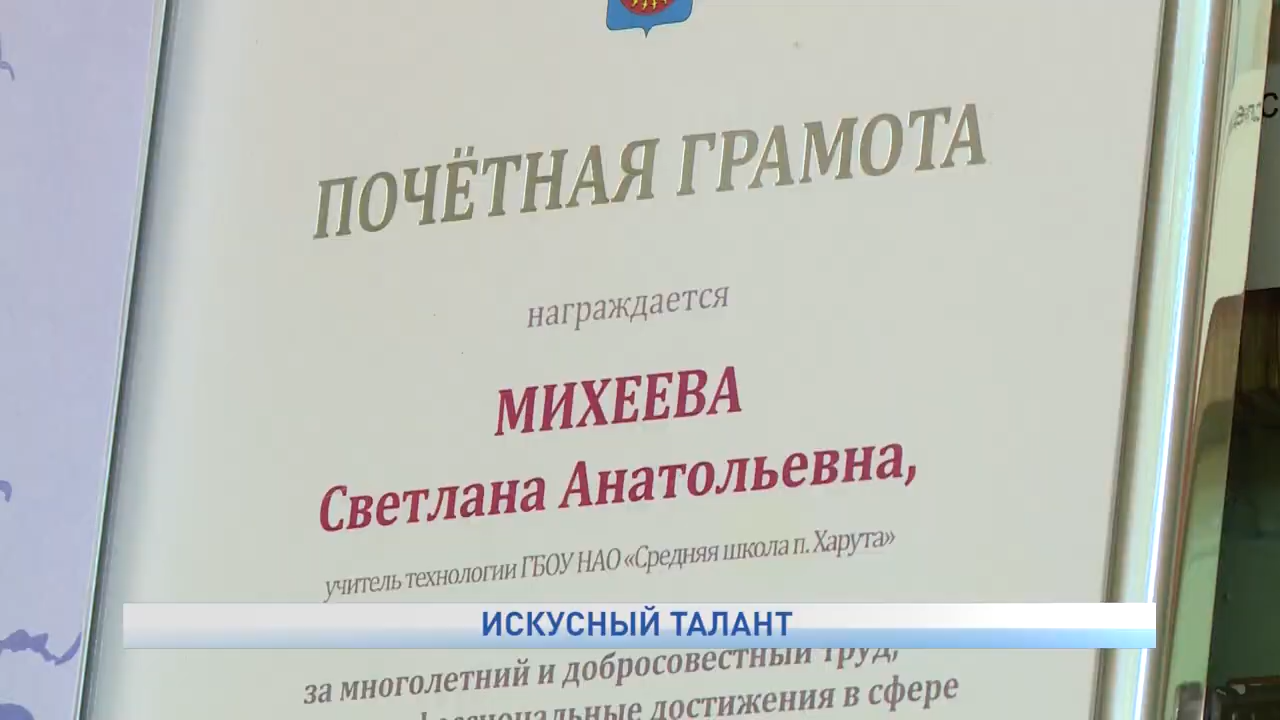 ПОЧЁТНАЯ ГРАМОТА
награждается
МИХЕЕВА
Светлана Анатольевна,
учитель технологии ГБОУ НАО «Средняя школа п. Харута»
ИСКУСНЫЙ ТАЛАНТ
за многолетний и добросовестный труд,
достижения в сфере